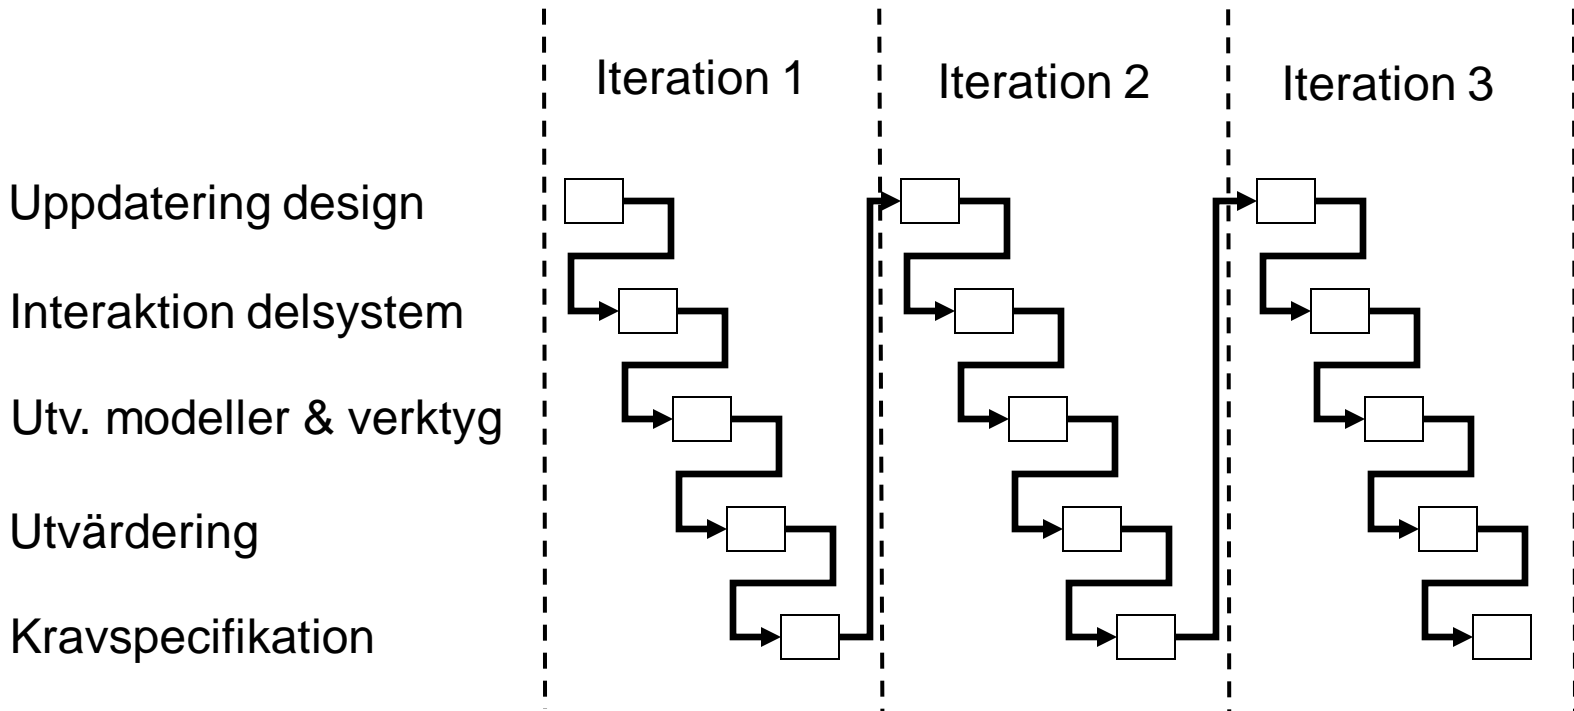 Iteration 1
Iteration 2
Iteration 3
Uppdatering design
Interaktion delsystem
Utv. modeller & verktyg
Utvärdering
Kravspecifikation